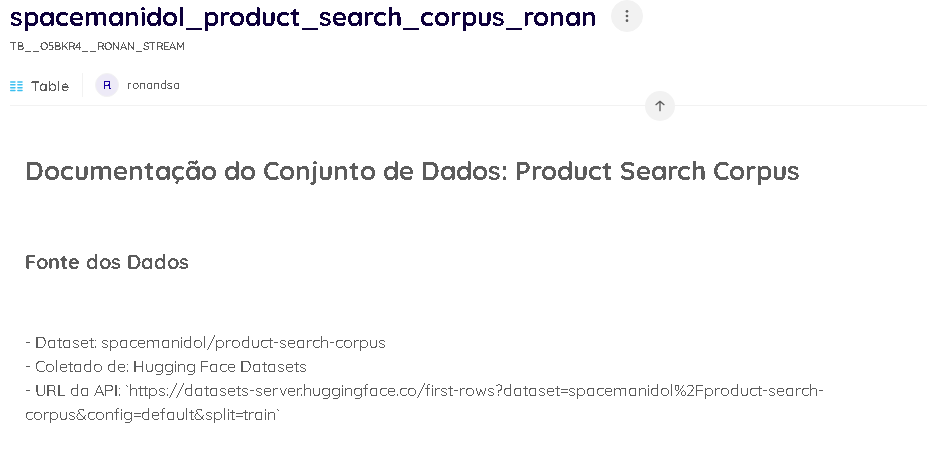 spacemanidol_product_search_corpus_ronan
TB__O5BKR4__RONAN_STREAM
Table
R
ronandsa
Documentação do Conjunto de Dados: Product Search Corpus
Fonte dos Dados
- Dataset: spacemanidol/product-search-corpus
- Coletado de: Hugging Face Datasets
- URL da API: `https://datasets-server.huggingface.co/first-rows?dataset=spacemanidol%2Fproduct-search-
corpus&config=default&split=train`